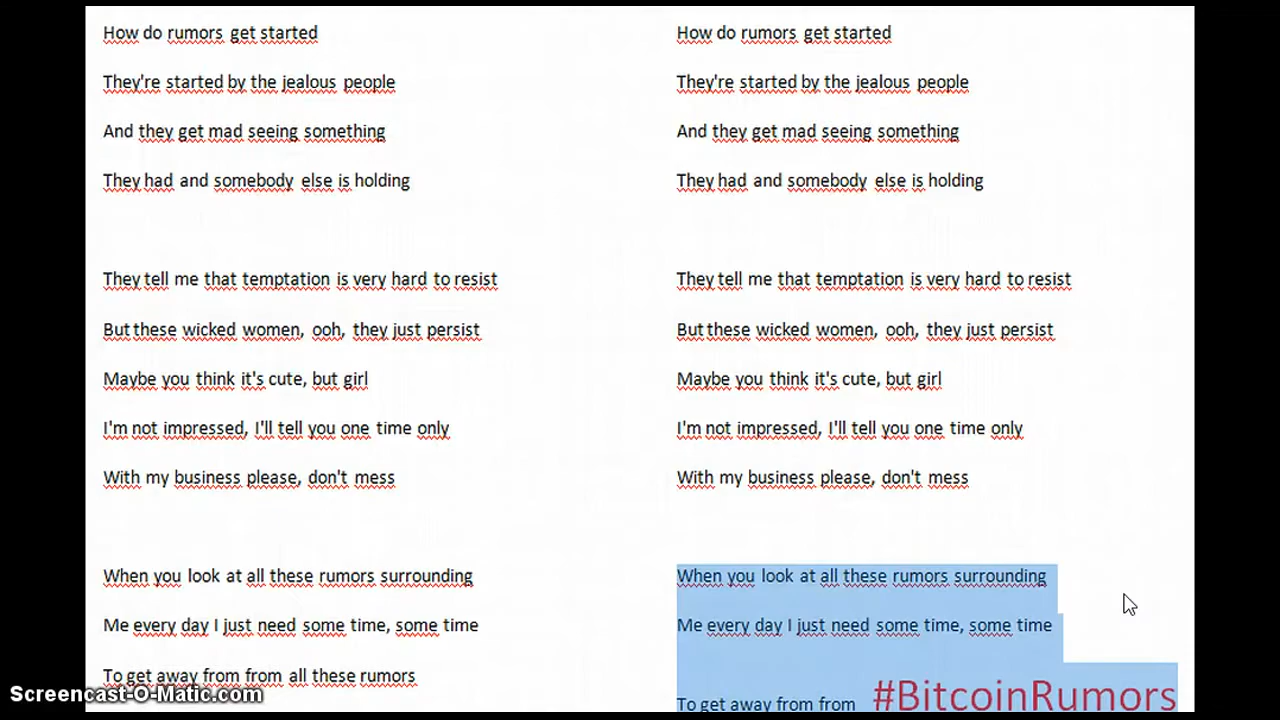 How do rumors get started
They're started by the jealous people
And they get mad seeing something
They had and somebody else is holding
They tell me that temptation is very hard to resist
But these wicked women, ooh, they just persist
Maybe you think it's cute, but girl
I'm not impressed, I'll tell you one time only
With my business please, don't mess
When you look at all these rumors surrounding
Me every day I just need some time, some time
To get away from from all these rumors
How do rumors get started
They're started by the jealous people
And they get mad seeing something
They had and somebody else is holding
They tell me that temptation is very hard to resist
But these wicked women, ooh, they just persist
Maybe you think it's cute, but girl
I'm not impressed, I'll tell you one time only
With my business please, don't mess
When you look at all these rumors surrounding
Me every day I just need some time, some time
To get away from from #BitcoinRumors
Screencast-O-Matic.com